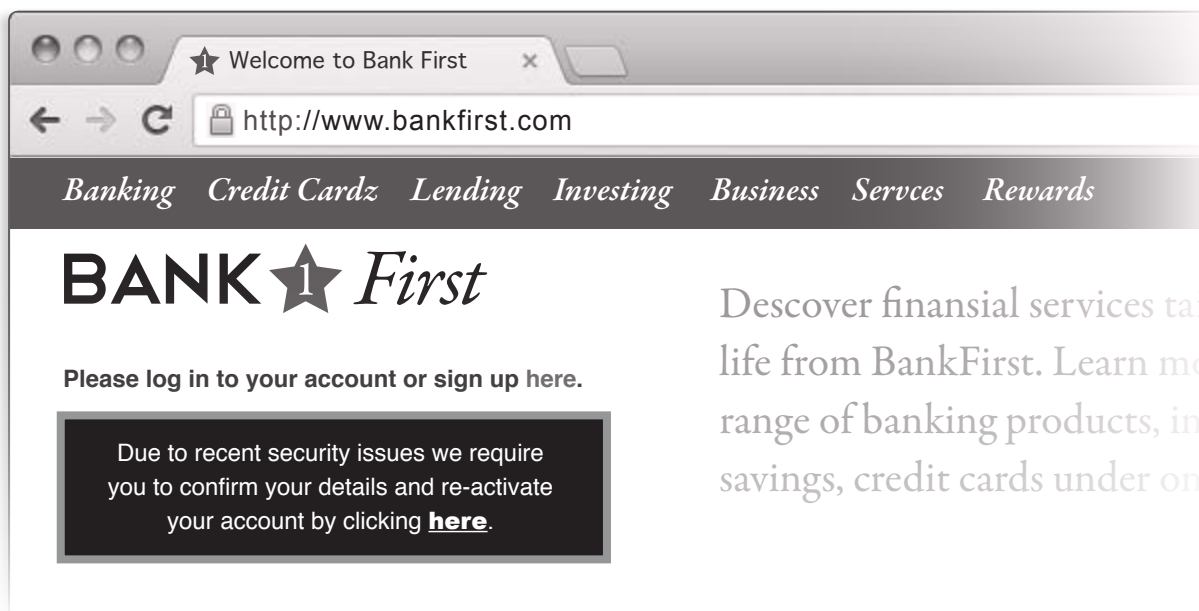 1 Welcome to Bank First ×
http://www.bankfirst.com
Banking Credit Cardz Lending Investing Business Servces Rewards
BANK 1 First
Please log in to your account or sign up here.
Due to recent security issues we require
you to confirm your details and re-activate
your account by clicking here.
Descover finansial services
life from BankFirst. Learn
range of banking products,
savings, credit cards under